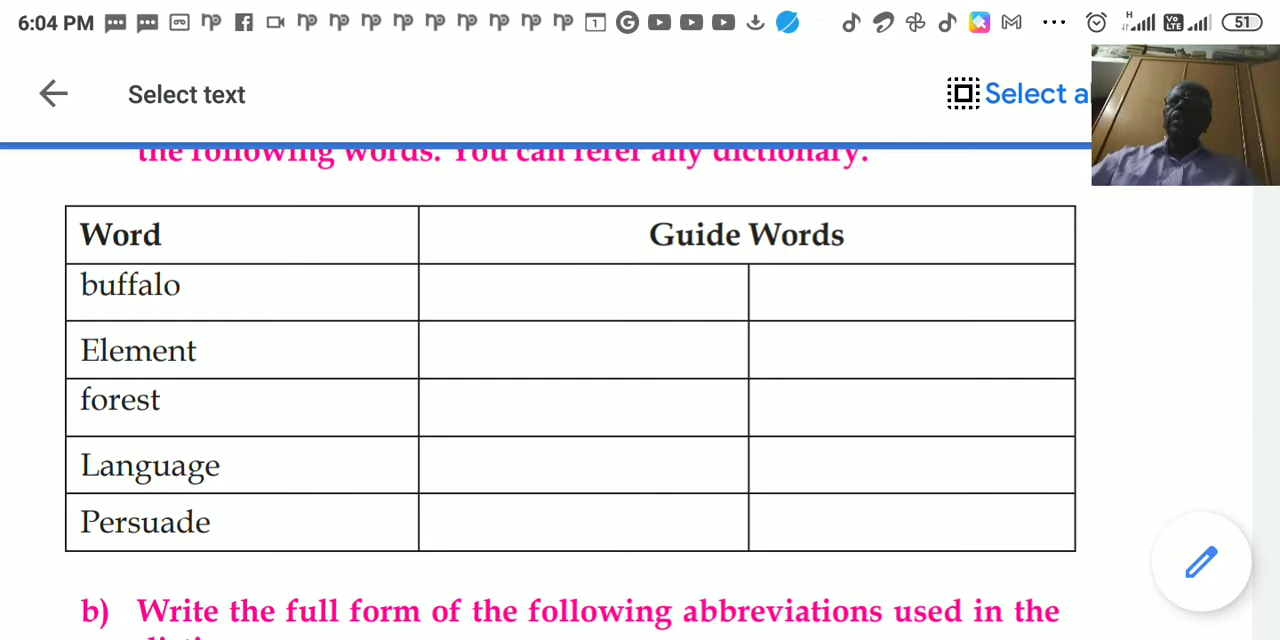 6:04 PM
51
Select text
Select a
the following words. You can refer any dictionary.
Word Guide Words
buffalo
Element
forest
Language
Persuade
b) Write the full form of the following abbreviations used in the